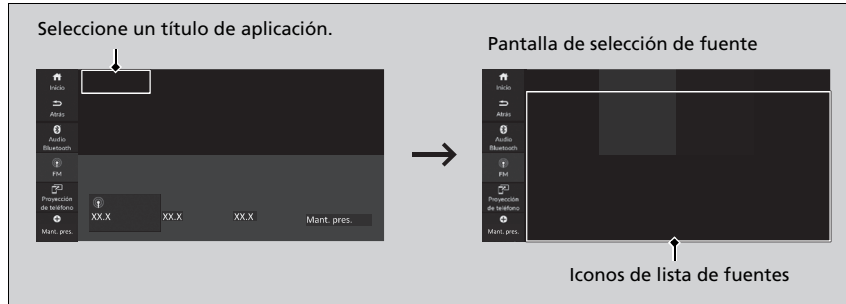 Seleccione un título de aplicación.
Inicio
Atrás
Audio
Bluetooth
FM
Proyección
de teléfono
Mant. pres.
XX.X
XX.X
XX.X
Mant. pres.
Pantalla de selección de fuente
Inicio
Atrás
Audio
Bluetooth
FM
Proyección
de teléfono
Mant. pres.
Iconos de lista de fuentes